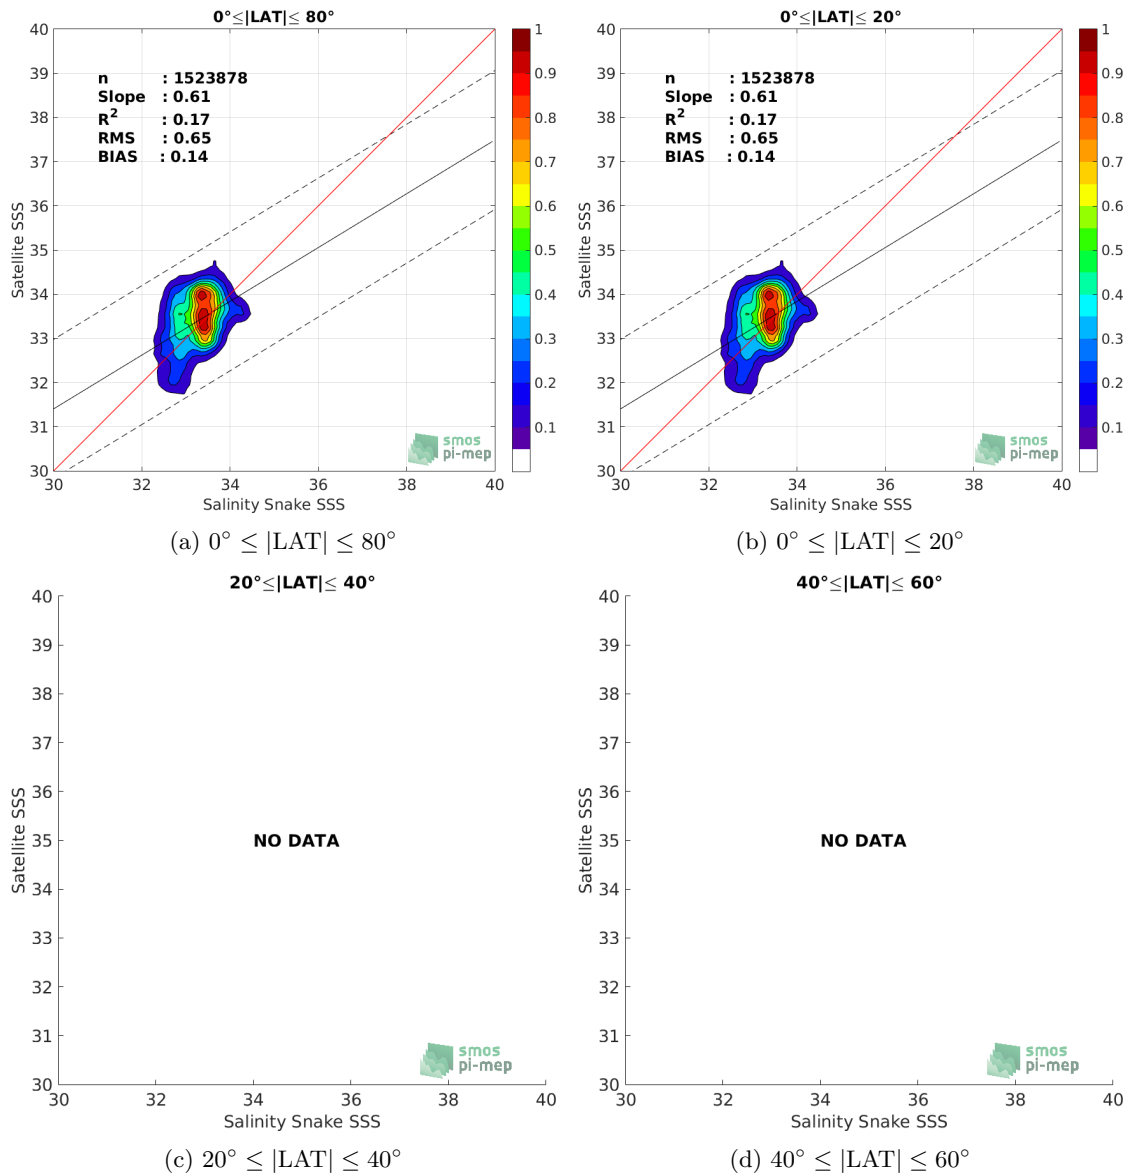 0°≤|LAT|≤ 80°
40
39
38
37
36
35
34
33
32
31
30
Satellite SSS
n : 1523878
Slope : 0.61
R2 : 0.17
RMS : 0.65
BIAS : 0.14
smos
pi-mep
30 32 34 36 38 40
Salinity Snake SSS
1
0.9
0.8
0.7
0.6
0.5
0.4
0.3
0.2
0.1
(a) 0° ≤ |LAT| ≤ 80°
0°≤|LAT|≤ 20°
40
39
38
37
36
35
34
33
32
31
30
Satellite SSS
n : 1523878
Slope : 0.61
R2 : 0.17
RMS : 0.65
BIAS : 0.14
smos
pi-mep
30 32 34 36 38 40
Salinity Snake SSS
1
0.9
0.8
0.7
0.6
0.5
0.4
0.3
0.2
0.1
(b) 0° ≤ |LAT| ≤ 20°
20°≤|LAT|≤ 40°
40
39
38
37
36
35
34
33
32
31
30
Satellite SSS
NO DATA
smos
pi-mep
30 32 34 36 38 40
Salinity Snake SSS
(c) 20° ≤ |LAT| ≤ 40°
40°≤|LAT|≤ 60°
40
39
38
37
36
35
34
33
32
31
30
Satellite SSS
NO DATA
smos
pi-mep
30 32 34 36 38 40
Salinity Snake SSS
(d) 40° ≤ |LAT| ≤ 60°